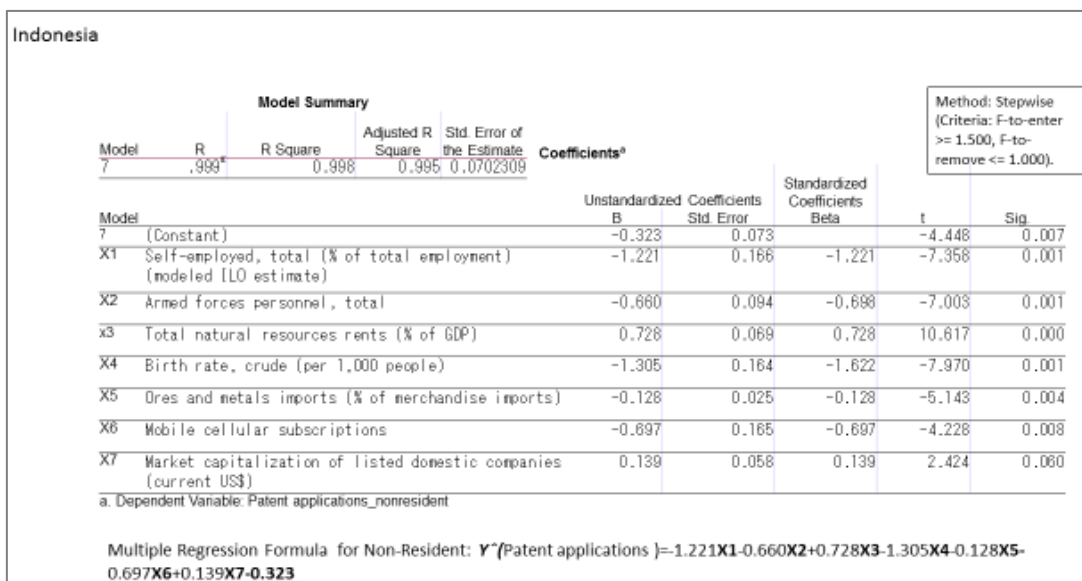 Indonesia
Model Summary
Method: Stepwise
(Criteria: F-to-enter
>= 1.500, F-to-
remove <= 1.000).
Model R R Square Adjusted R Square Std. Error of the Estimate
7 .999 0.998 0.995 0.0702309
Coefficientsᵃ
Unstandardized Coefficients Standardized Coefficients
Model B Std. Error Beta t Sig.
7 (Constant) -0.323 0.073 -4.448 0.007
X1 Self-employed, total (% of total employment) -1.221 0.166 -1.221 -7.358 0.001
(modeled ILO estimate)
X2 Armed forces personnel, total -0.660 0.094 -0.698 -7.003 0.001
x3 Total natural resources rents (% of GDP) 0.728 0.069 0.728 10.617 0.000
X4 Birth rate, crude (per 1,000 people) -1.305 0.164 -1.622 -7.970 0.001
X5 Ores and metals imports (% of merchandise imports) -0.128 0.025 -0.128 -5.143 0.004
X6 Mobile cellular subscriptions -0.697 0.165 -0.697 -4.228 0.008
X7 Market capitalization of listed domestic companies 0.139 0.058 0.139 2.424 0.060
(current US$)
a. Dependent Variable: Patent applications_nonresident
Multiple Regression Formula for Non-Resident: Y^(Patent applications )=-1.221X1-0.660X2+0.728X3-1.305X4-0.128X5-
0.697X6+0.139X7-0.323